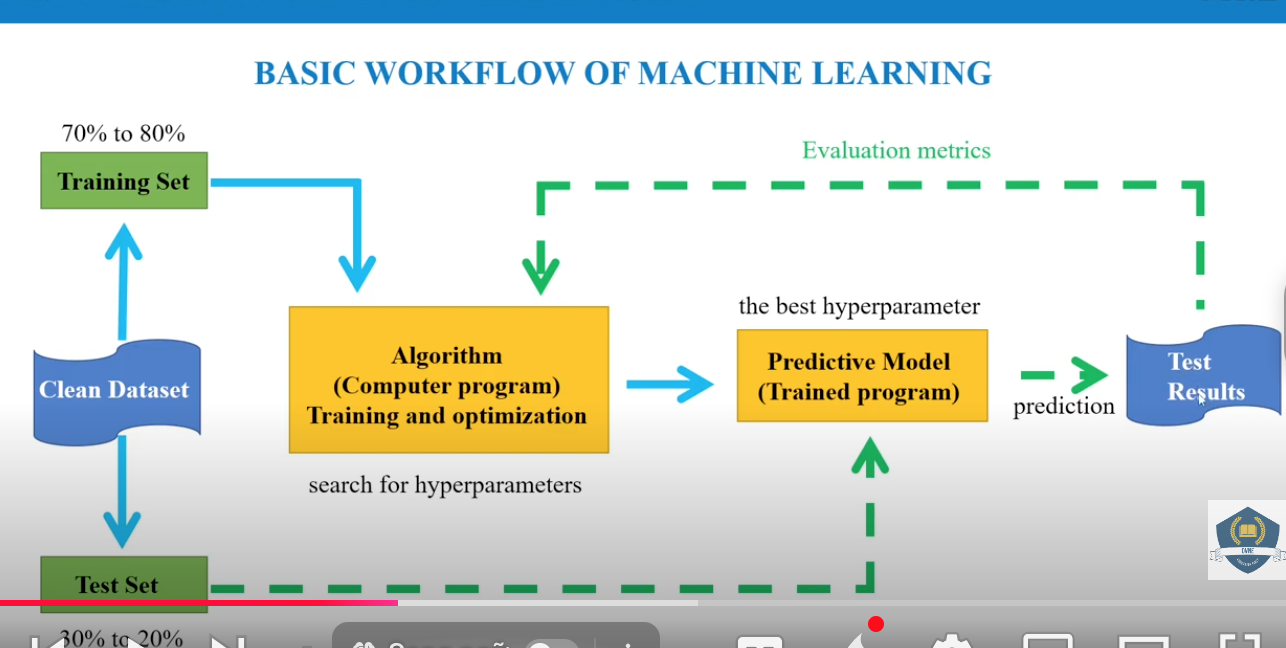 BASIC WORKFLOW OF MACHINE LEARNING
70% to 80%
Training Set
Evaluation metrics
Clean Dataset
Algorithm
(Computer program)
Training and optimization
search for hyperparameters
the best hyperparameter
Predictive Model
(Trained program)
prediction
Test
Results
Test Set
30% to 20%